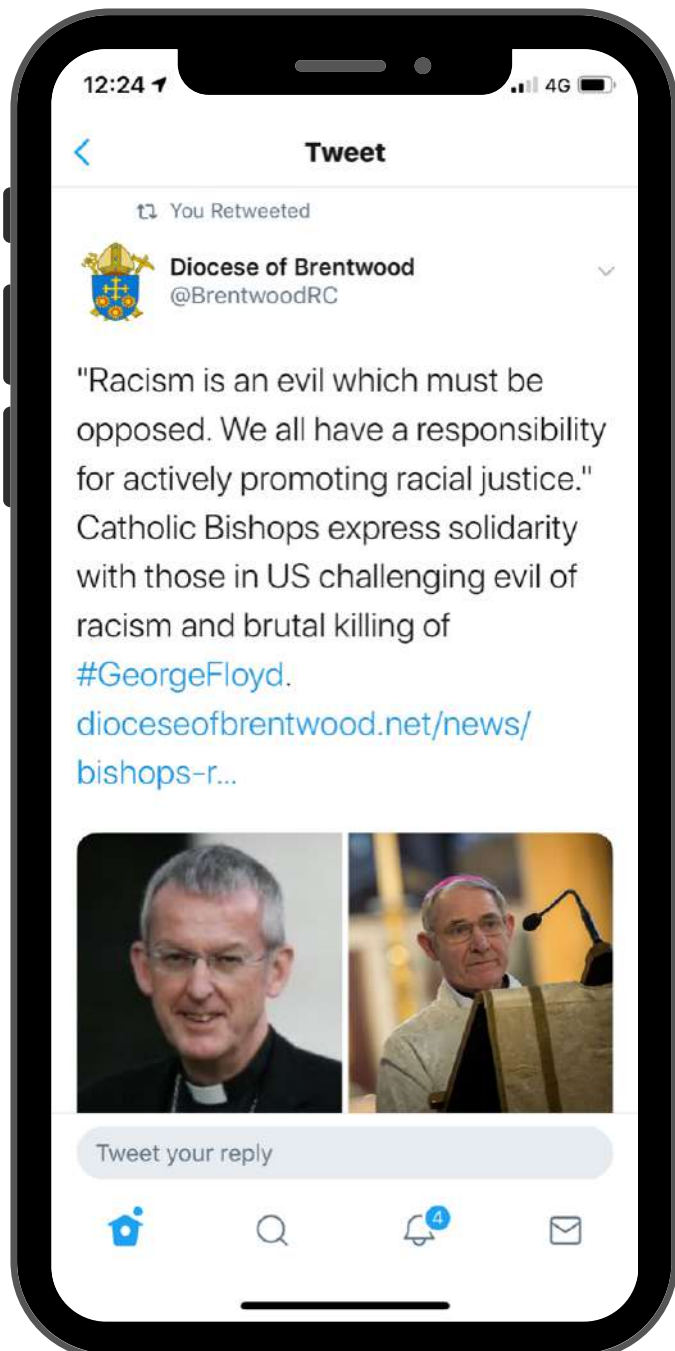 12:24
4G
Tweet
You Retweeted
Diocese of Brentwood
@BrentwoodRC
"Racism is an evil which must be
opposed. We all have a responsibility
for actively promoting racial justice."
Catholic Bishops express solidarity
with those in US challenging evil of
racism and brutal killing of
#GeorgeFloyd.
dioceseofbrentwood.net/news/
bishops-r...
Tweet your reply
4